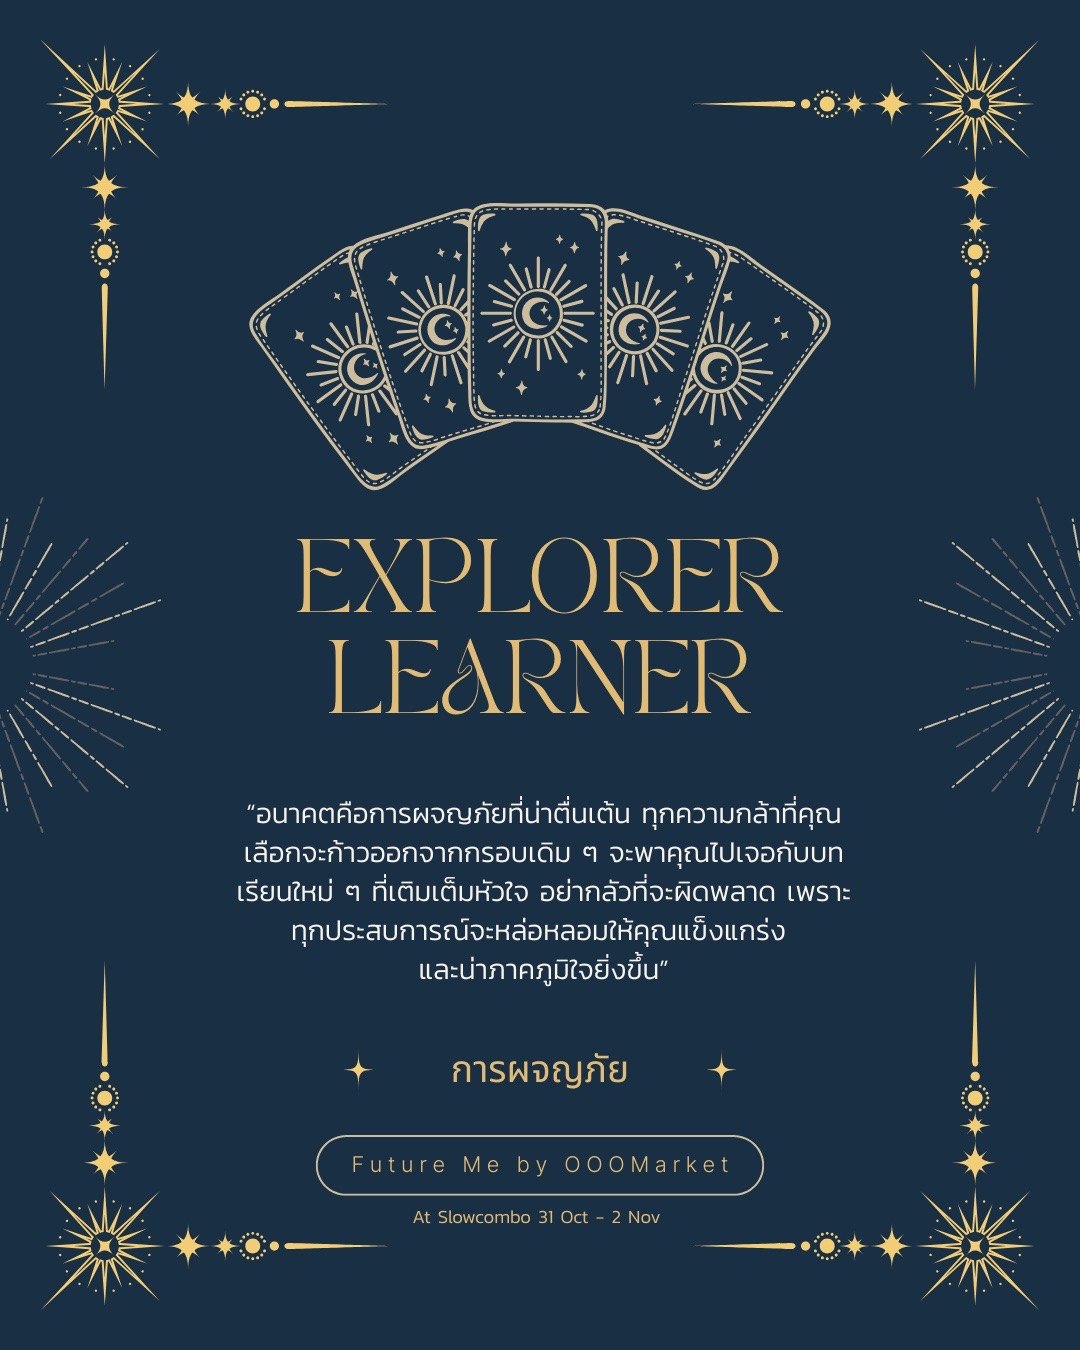 EXPLORER
LEARNER
“อนาคตคือการผจญภัยที่น่าตื่นเต้น ทุกความกล้าที่คุณ
เลือกจะก้าวออกจากกรอบเดิม ๆ จะพาคุณไปเจอกับบท
เรียนใหม่ ๆ ที่เติมเต็มหัวใจ อย่ากลัวที่จะผิดพลาด เพราะ
ทุกประสบการณ์จะหล่อหลอมให้คุณแข็งแกร่ง
และน่าภาคภูมิใจยิ่งขึ้น”
การผจญภัย
Future Me by OOOMarket
At Slowcombo 31 Oct - 2 Nov